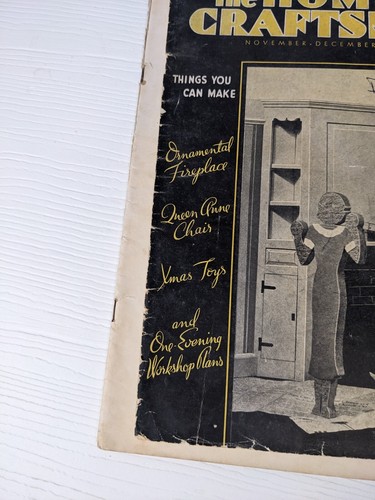 the HOM
CRAFTS
NOVEMBER-DECEMBER
THINGS YOU
CAN MAKE
Ornamental
Fireplace
Queen Anne
Chais
Xmas Toys
and
One-Evening
Workshop Plans